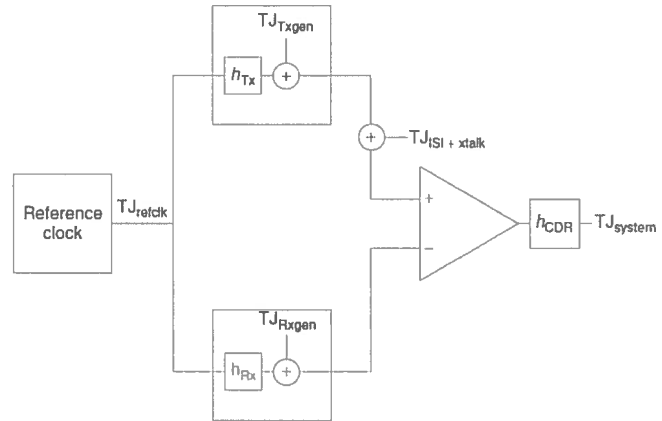 TJTxgen
hTx
+
+
TJISI + xtalk
Reference
clock
TJrefclk
+
−
hCDR
TJsystem
TJRxgen
hRx
+